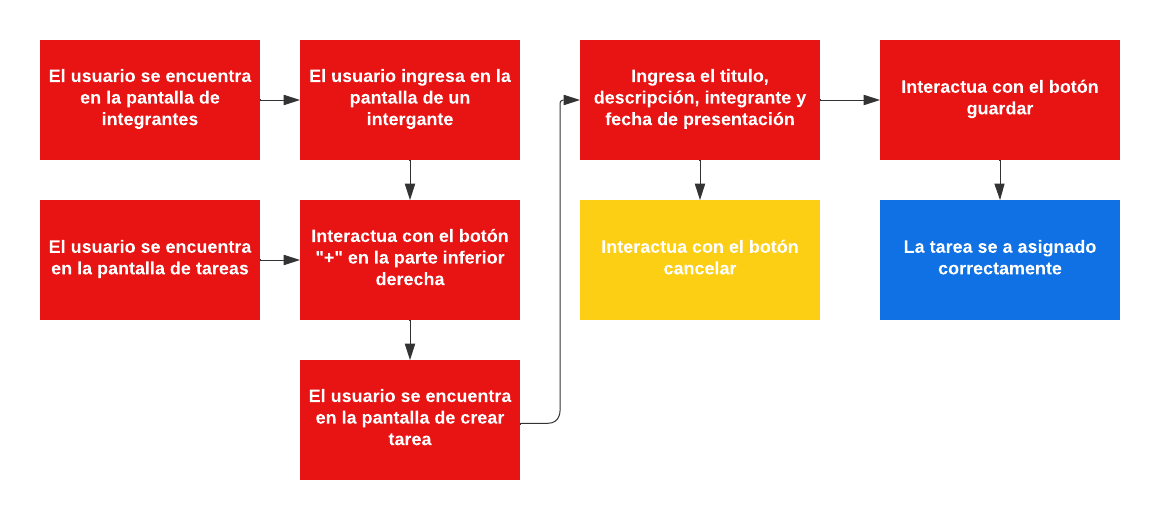 El usuario se encuentra
en la pantalla de
integrantes
El usuario ingresa en la
pantalla de un
intergante
Ingresa el titulo,
descripción, integrante y
fecha de presentación
Interactua con el botón
guardar
El usuario se encuentra
en la pantalla de tareas
Interactua con el botón
"+" en la parte inferior
derecha
Interactua con el botón
cancelar
La tarea se a asignado
correctamente
El usuario se encuentra
en la pantalla de crear
tarea